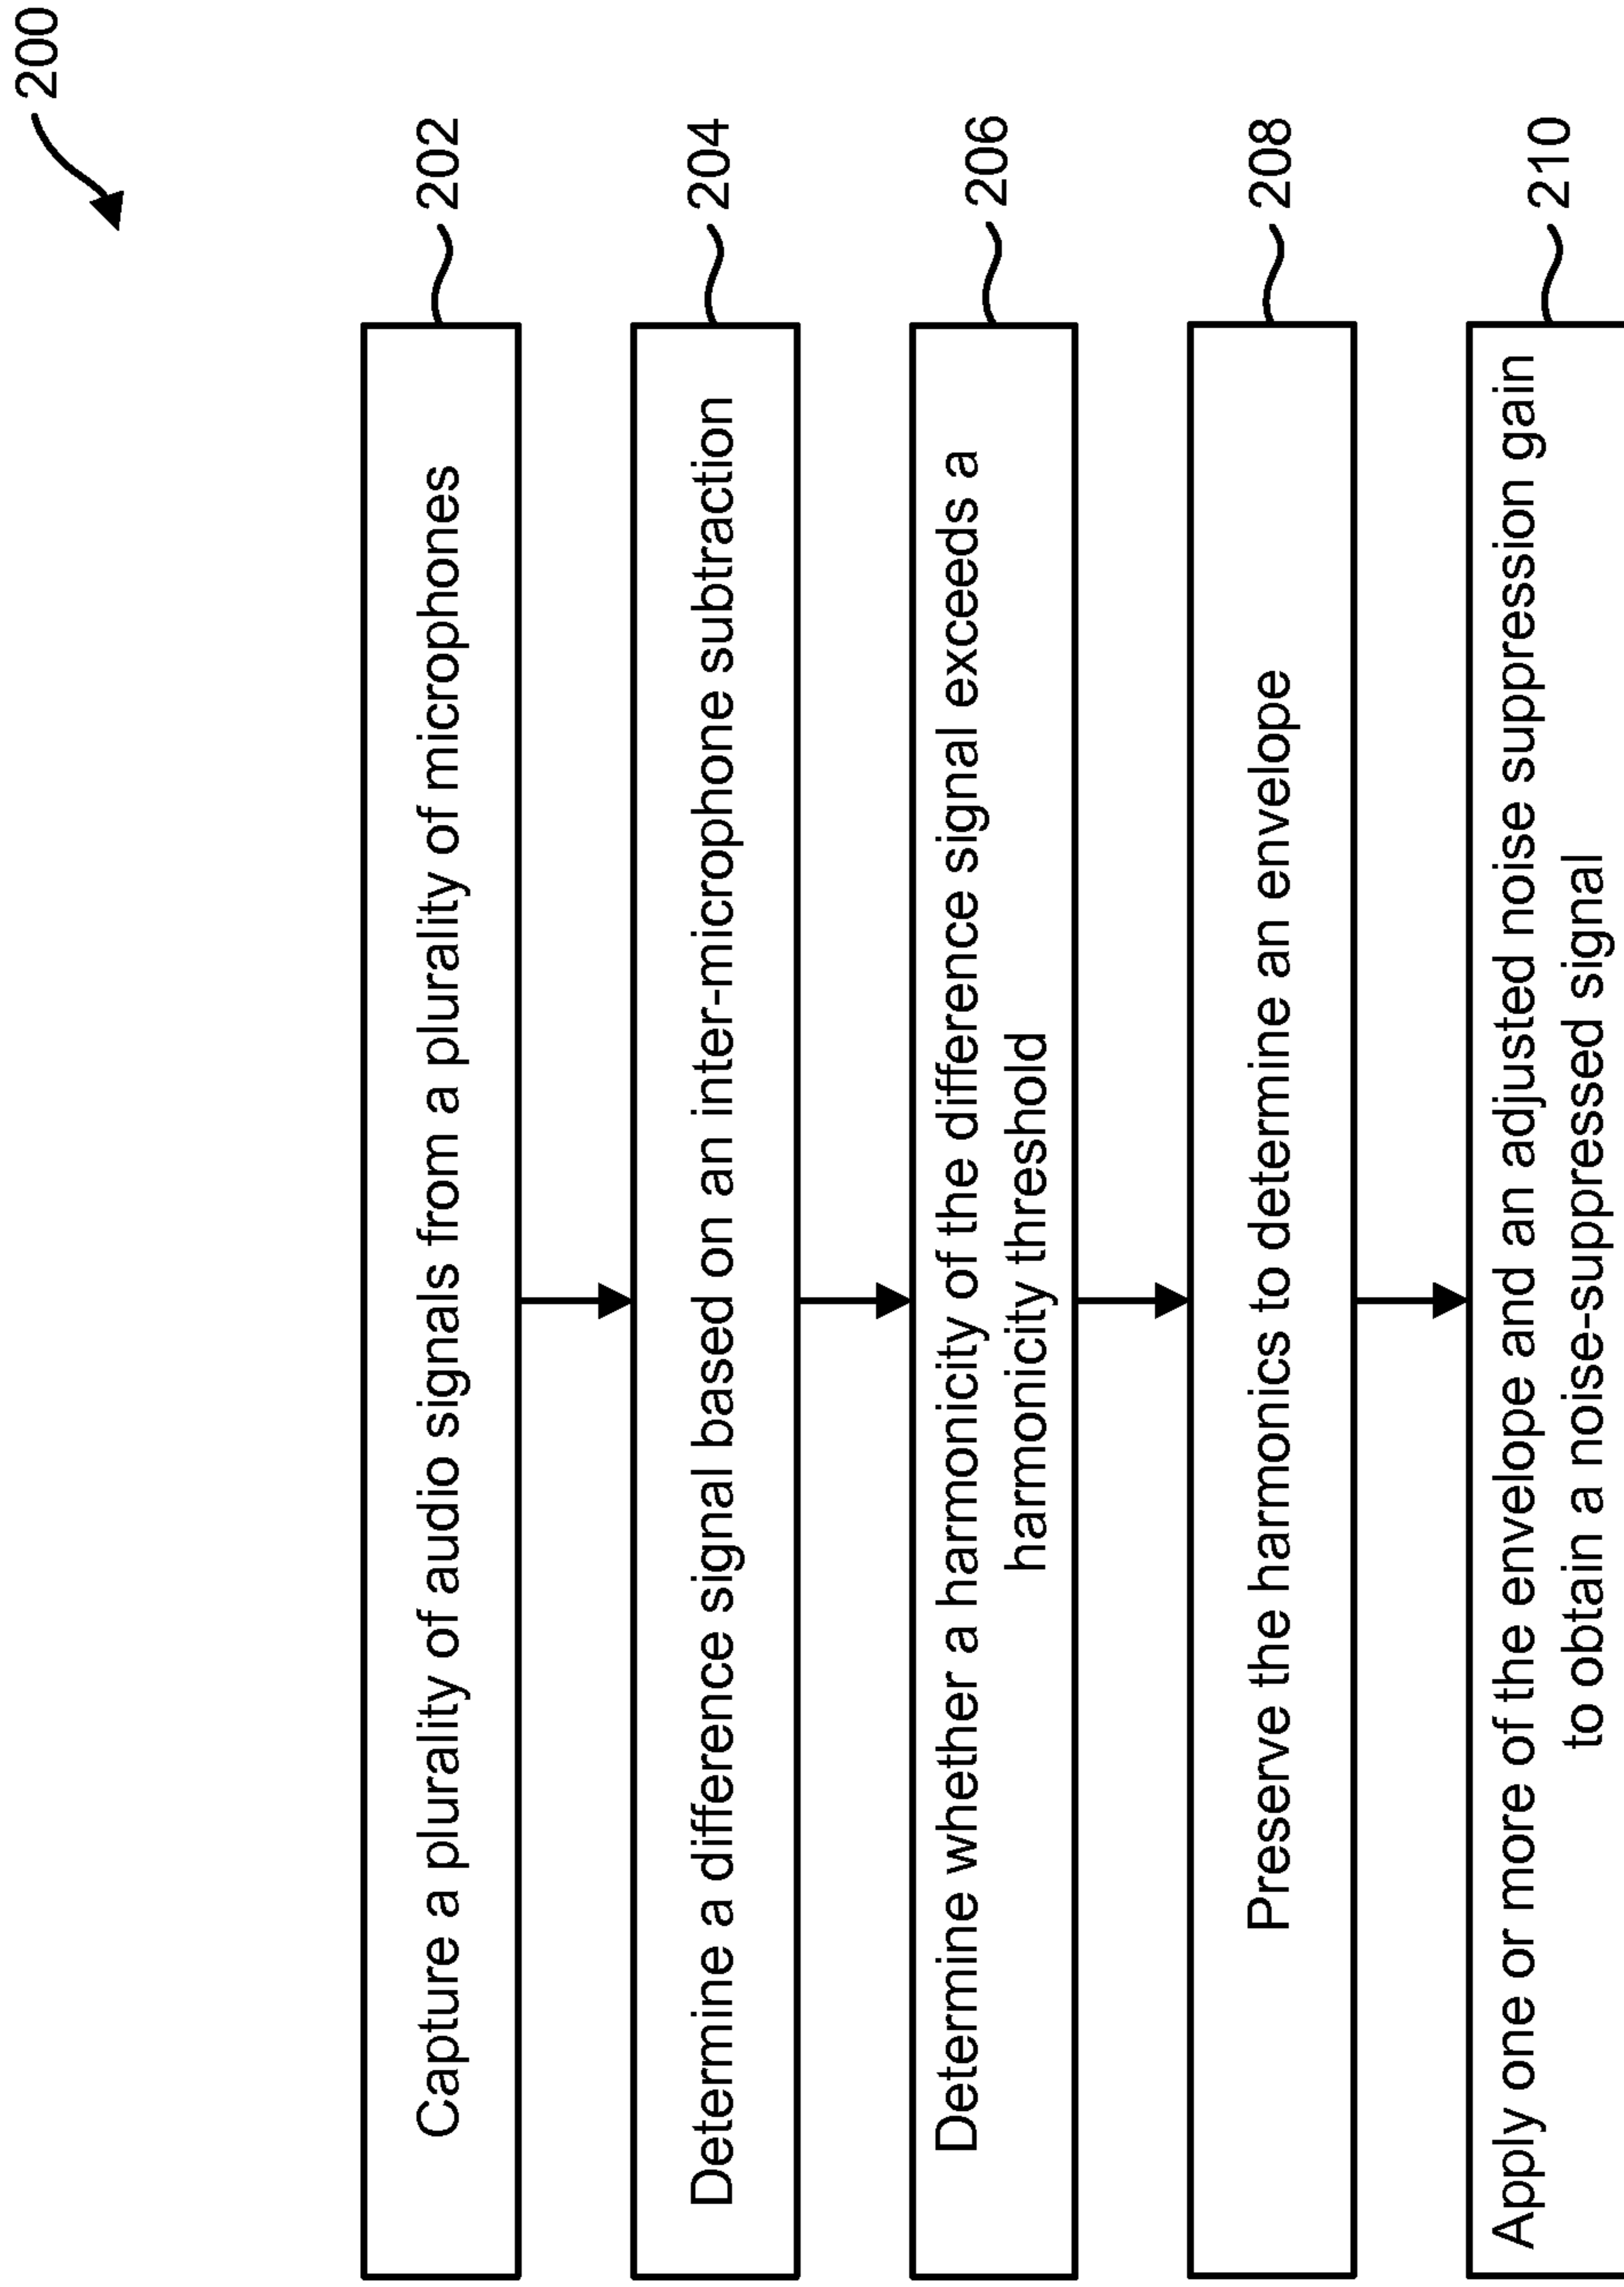 200
Capture a plurality of audio signals from a plurality of microphones
202
Determine a difference signal based on an inter-microphone subtraction
204
Determine whether a harmonicity of the difference signal exceeds a
harmonicity threshold
206
Preserve the harmonics to determine an envelope
208
Apply one or more of the envelope and an adjusted noise suppression gain
to obtain a noise-suppressed signal
210